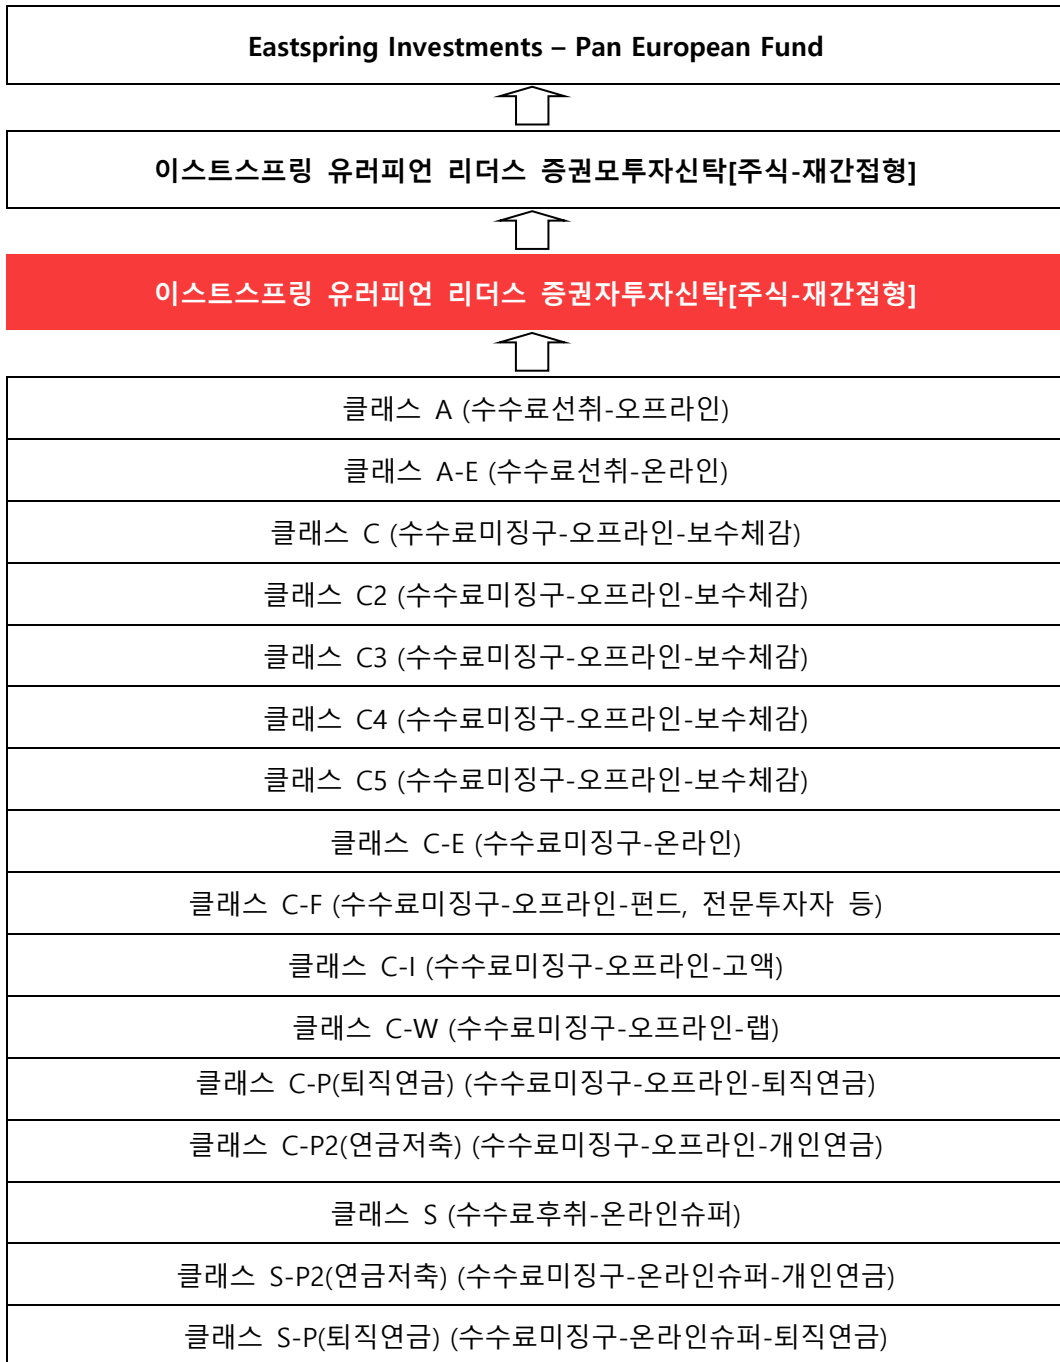 Eastspring Investments – Pan European Fund
이스트스프링 유러피언 리더스 증권모투자신탁[주식-재간접형]
이스트스프링 유러피언 리더스 증권자투자신탁[주식-재간접형]
클래스 A (수수료선취-오프라인)
클래스 A-E (수수료선취-온라인)
클래스 C (수수료미징구-오프라인-보수체감)
클래스 C2 (수수료미징구-오프라인-보수체감)
클래스 C3 (수수료미징구-오프라인-보수체감)
클래스 C4 (수수료미징구-오프라인-보수체감)
클래스 C5 (수수료미징구-오프라인-보수체감)
클래스 C-E (수수료미징구-온라인)
클래스 C-F (수수료미징구-오프라인-펀드, 전문투자자 등)
클래스 C-I (수수료미징구-오프라인-고액)
클래스 C-W (수수료미징구-오프라인-랩)
클래스 C-P(퇴직연금) (수수료미징구-오프라인-퇴직연금)
클래스 C-P2(연금저축) (수수료미징구-오프라인-개인연금)
클래스 S (수수료후취-온라인슈퍼)
클래스 S-P2(연금저축) (수수료미징구-온라인슈퍼-개인연금)
클래스 S-P(퇴직연금) (수수료미징구-온라인슈퍼-퇴직연금)